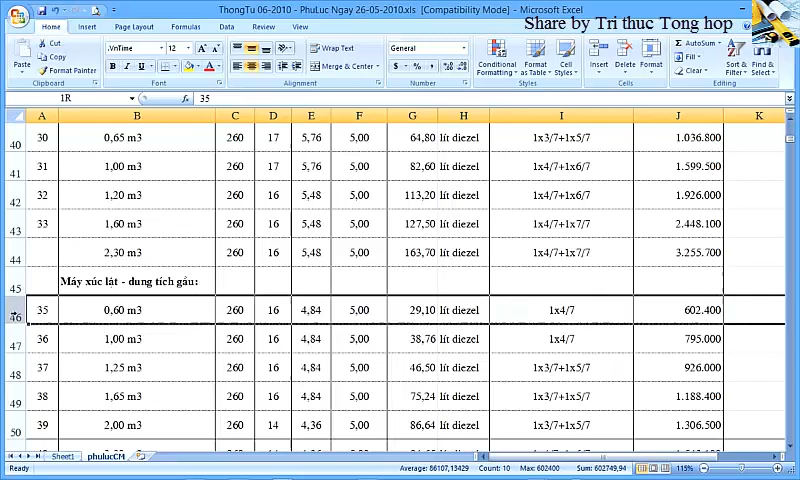 ThongTu 06-2010 - PhuLuc Ngay 26-05-2010.xls [Compatibility Mode] - Microsoft Excel
Share by Tri thuc Tong hop
Home Insert Page Layout Formulas Data Review View
Cut
Copy
Format Painter
Paste
Clipboard
.VnTime 12
B I U
Font
Wrap Text
Merge & Center
Alignment
General
$ % ,
Number
Conditional Formatting
Format as Table
Cell Styles
Styles
Insert Delete Format
Cells
Σ AutoSum
Fill
Clear
Sort & Filter
Find & Select
Editing
1R fx 35
A B C D E F G H I J K
40 30 0,65 m3 260 17 5,76 5,00 64,80 lít diezel 1x3/7+1x5/7 1.036.800
41 31 1,00 m3 260 17 5,76 5,00 82,60 lít diezel 1x4/7+1x6/7 1.599.500
42 32 1,20 m3 260 16 5,48 5,00 113,20 lít diezel 1x4/7+1x6/7 1.926.000
43 33 1,60 m3 260 16 5,48 5,00 127,50 lít diezel 1x4/7+1x7/7 2.448.100
44 2,30 m3 260 16 5,48 5,00 163,70 lít diezel 1x4/7+1x7/7 3.255.700
45 Máy xúc lật - dung tích gầu:
46 35 0,60 m3 260 16 4,84 5,00 29,10 lít diezel 1x4/7 602.400
47 36 1,00 m3 260 16 4,84 5,00 38,76 lít diezel 1x4/7 795.000
48 37 1,25 m3 260 16 4,84 5,00 46,50 lít diezel 1x3/7+1x5/7 926.000
49 38 1,65 m3 260 16 4,84 5,00 75,24 lít diezel 1x3/7+1x5/7 1.188.400
50 39 2,00 m3 260 14 4,36 5,00 86,64 lít diezel 1x3/7+1x5/7 1.306.500
Sheet1 phulucCM
Ready Average: 86107,13429 Count: 10 Max: 602400 Sum: 602749,94 115%